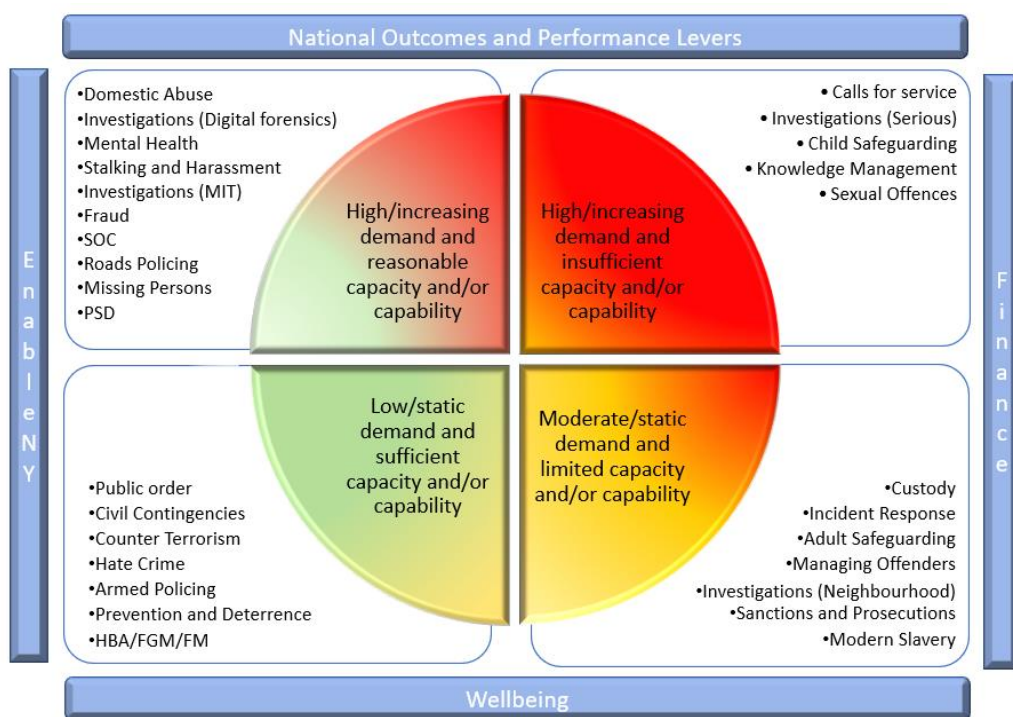 National Outcomes and Performance Levers
EnableNY
•Domestic Abuse
•Investigations (Digital forensics)
•Mental Health
•Stalking and Harassment
•Investigations (MIT)
•Fraud
•SOC
•Roads Policing
•Missing Persons
•PSD
High/increasing
demand and
reasonable
capacity and/or
capability
High/increasing
demand and
insufficient
capacity and/or
capability
• Calls for service
• Investigations (Serious)
• Child Safeguarding
• Knowledge Management
• Sexual Offences
Finance
•Public order
•Civil Contingencies
•Counter Terrorism
•Hate Crime
•Armed Policing
•Prevention and Deterrence
•HBA/FGM/FM
Low/static
demand and
sufficient
capacity and/or
capability
Moderate/static
demand and
limited capacity
and/or capability
•Custody
•Incident Response
•Adult Safeguarding
•Managing Offenders
•Investigations (Neighbourhood)
•Sanctions and Prosecutions
•Modern Slavery
Wellbeing